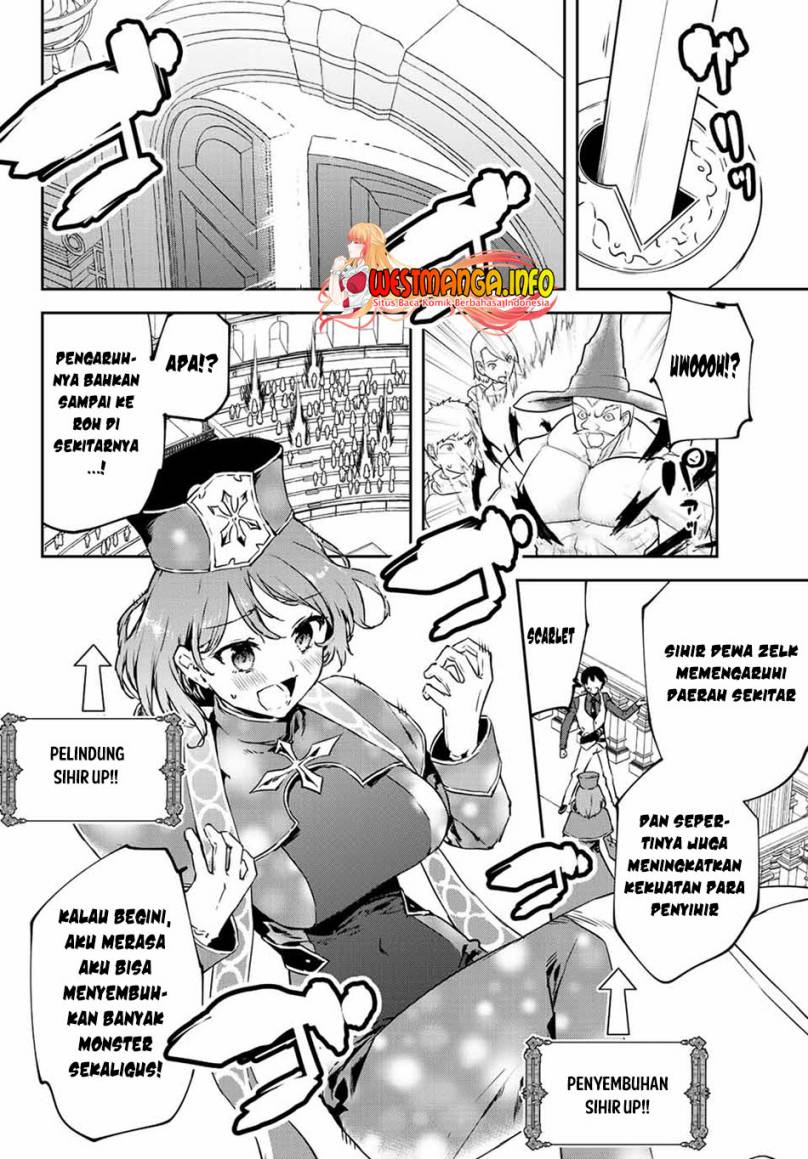 WESTMANGA.INFO
Situs Baca Komik Berbahasa Indonesia
UWOOOH!?
APA!?
PENGARUH-
NYA BAHKAN
SAMPAI KE
ROH DI
SEKITARNYA
...!
SIHIR DEWA ZELK
MEMENGARUHI
DAERAH SEKITAR
SCARLET
DAN SEPER-
TINYA JUGA
MENINGKATKAN
KEKUATAN PARA
PENYIHIR
PELINDUNG
SIHIR UP!!
KALAU BEGINI,
AKU MERASA
AKU BISA
MENYEMBUH-
KAN BANYAK
MONSTER
SEKALIGUS!
PENYEMBUHAN
SIHIR UP!!